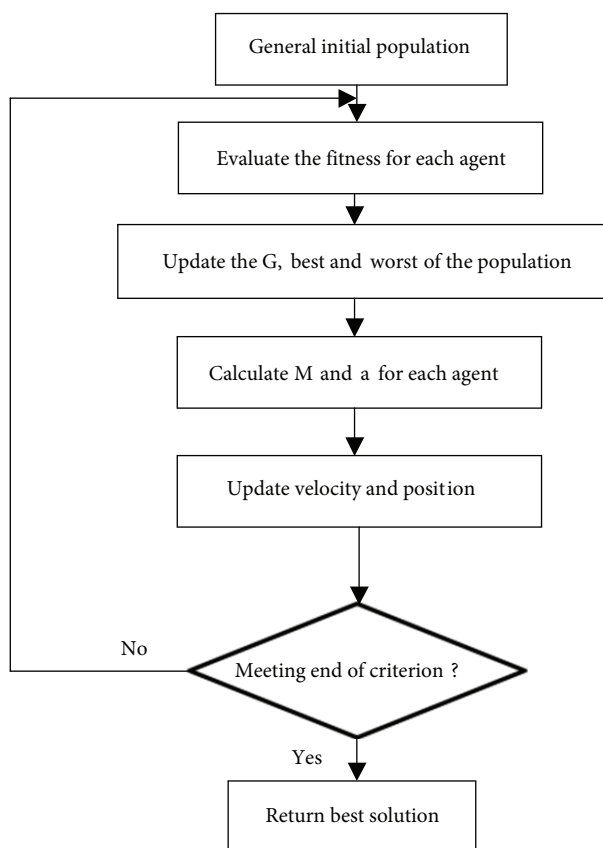 General initial population
Evaluate the fitness for each agent
Update the G, best and worst of the population
Calculate M and a for each agent
Update velocity and position
No
Meeting end of criterion ?
Yes
Return best solution